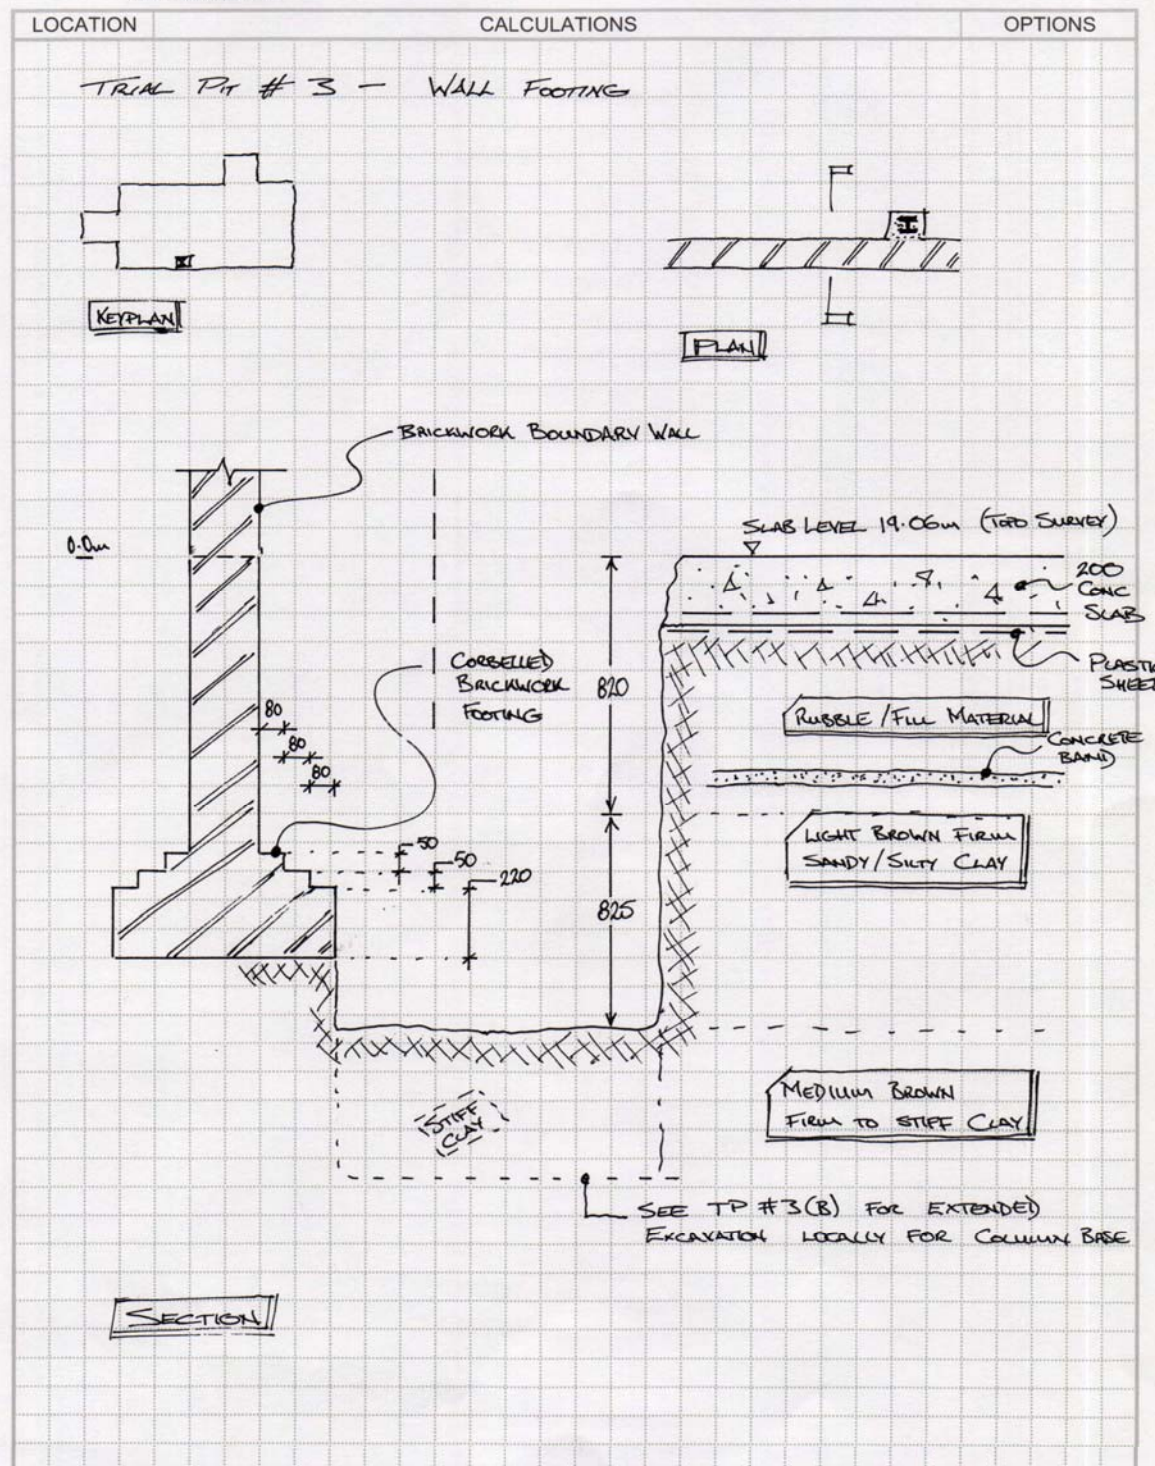 LOCATION CALCULATIONS OPTIONS
TRIAL PIT # 3 - WALL FOOTING
KEYPLAN
PLAN
BRICKWORK BOUNDARY WALL
0.0m
SLAB LEVEL 19.06m (TOPO SURVEY)
200
CONC
SLAB
PLASTIC
SHEET
CORBELLED
BRICKWORK
FOOTING
820
RUBBLE / FILL MATERIAL
CONCRETE
BAND
80
80
80
LIGHT BROWN FIRM
SANDY/SILTY CLAY
50
50
220
825
MEDIUM BROWN
FIRM TO STIFF CLAY
STIFF
CLAY
SEE TP #3(B) FOR EXTENDED
EXCAVATION LOCALLY FOR COLUMN BASE
SECTION